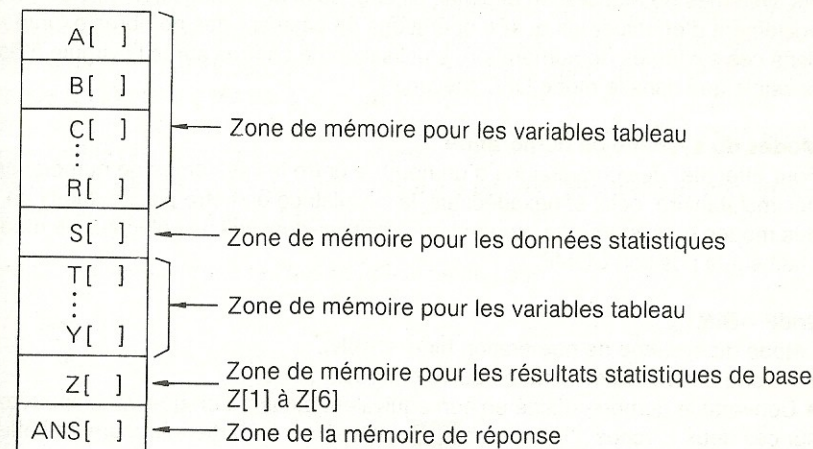 A[ ]
B[ ]
C[ ]
⋮
R[ ]
Zone de mémoire pour les variables tableau
S[ ]
Zone de mémoire pour les données statistiques
T[ ]
⋮
Y[ ]
Zone de mémoire pour les variables tableau
Z[ ]
Zone de mémoire pour les résultats statistiques de base
Z[1] à Z[6]
ANS[ ]
Zone de la mémoire de réponse